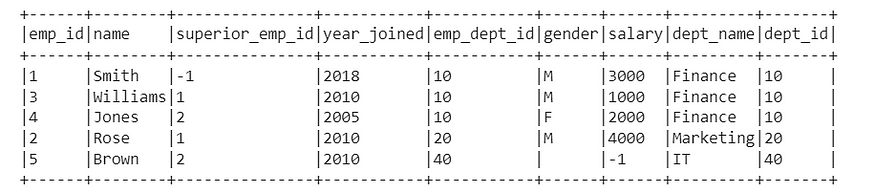 +------+--------+---------------+-----------+-----------+------+------+---------+-------+
|emp_id|name    |superior_emp_id|year_joined|emp_dept_id|gender|salary|dept_name|dept_id|
+------+--------+---------------+-----------+-----------+------+------+---------+-------+
|1     |Smith   |-1             |2018       |10         |M     |3000  |Finance  |10     |
|3     |Williams|1              |2010       |10         |M     |1000  |Finance  |10     |
|4     |Jones   |2              |2005       |10         |F     |2000  |Finance  |10     |
|2     |Rose    |1              |2010       |20         |M     |4000  |Marketing|20     |
|5     |Brown   |2              |2010       |40         |      |-1    |IT       |40     |
+------+--------+---------------+-----------+-----------+------+------+---------+-------+